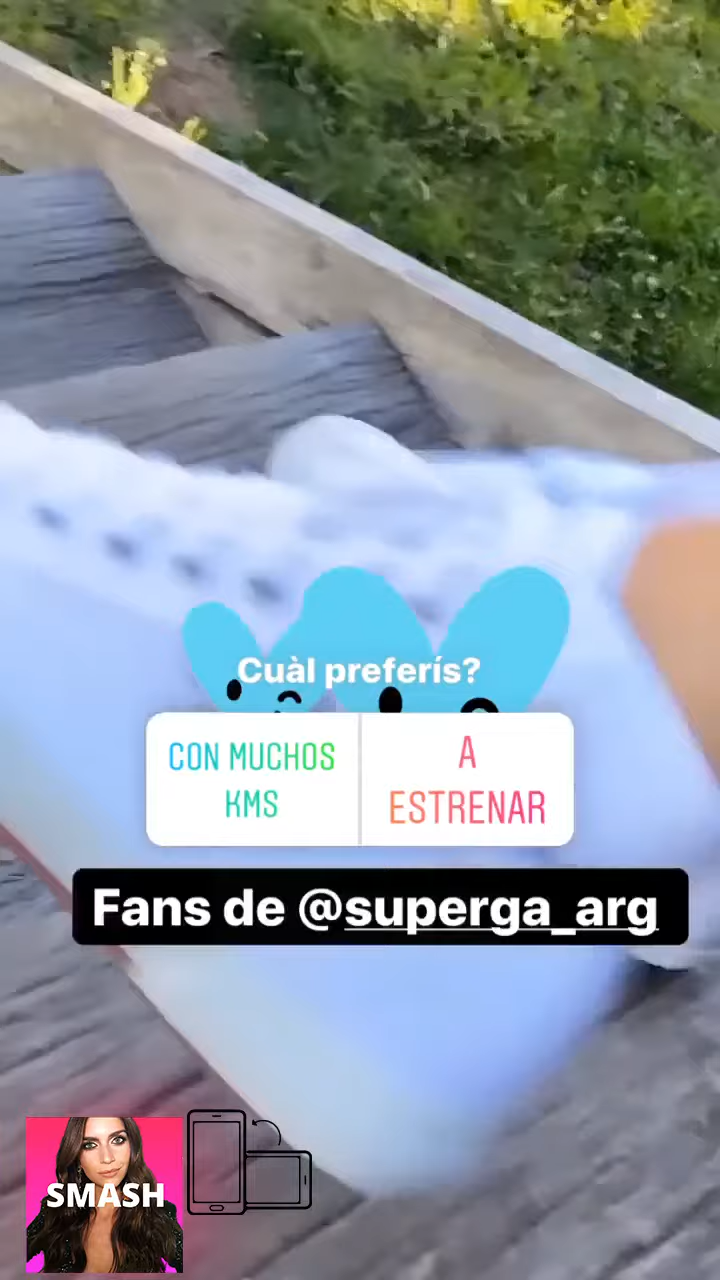 Cuàl preferís?
CON MUCHOS
KMS
A
ESTRENAR
Fans de @superga_arg
SMASH